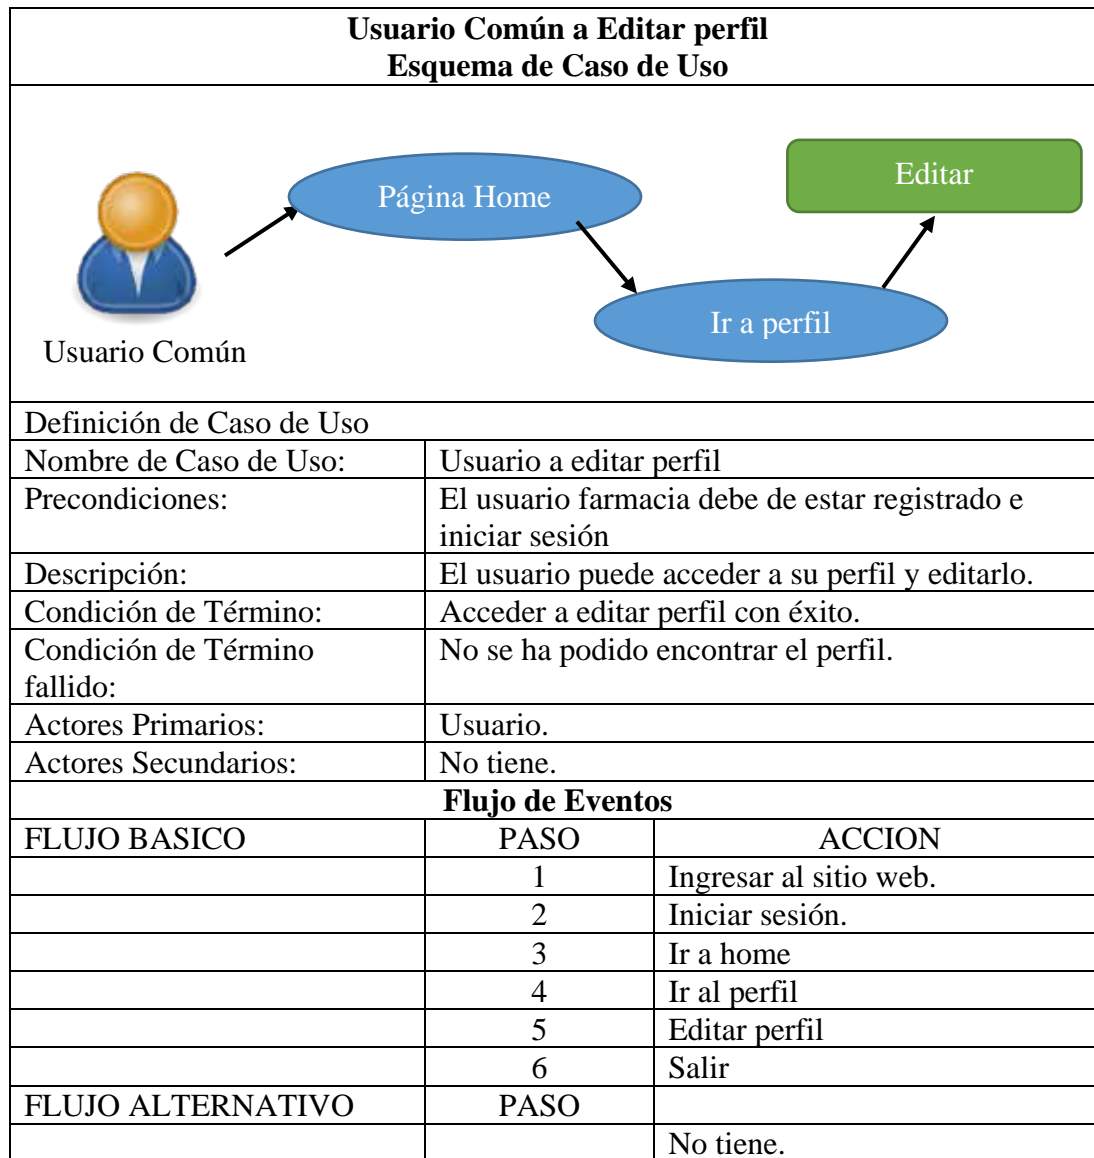 Usuario Común a Editar perfil
Esquema de Caso de Uso
Editar
Página Home
Ir a perfil
Usuario Común
Definición de Caso de Uso
Nombre de Caso de Uso: Usuario a editar perfil
Precondiciones: El usuario farmacia debe de estar registrado e
iniciar sesión
Descripción: El usuario puede acceder a su perfil y editarlo.
Condición de Término: Acceder a editar perfil con éxito.
Condición de Término No se ha podido encontrar el perfil.
fallido:
Actores Primarios: Usuario.
Actores Secundarios: No tiene.
Flujo de Eventos
FLUJO BASICO PASO ACCION
1 Ingresar al sitio web.
2 Iniciar sesión.
3 Ir a home
4 Ir al perfil
5 Editar perfil
6 Salir
FLUJO ALTERNATIVO PASO
No tiene.